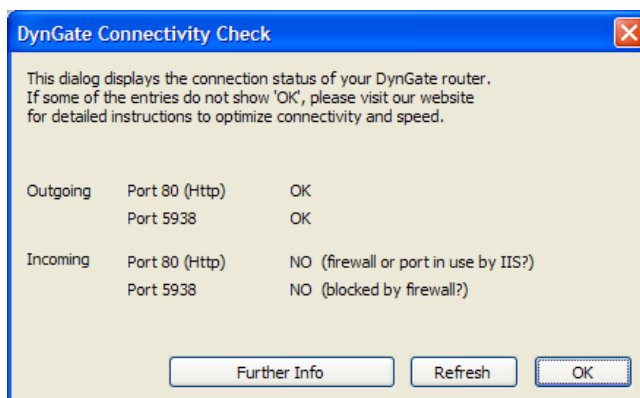 DynGate Connectivity Check
This dialog displays the connection status of your DynGate router.
If some of the entries do not show 'OK', please visit our website
for detailed instructions to optimize connectivity and speed.
Outgoing Port 80 (Http) OK
Port 5938 OK
Incoming Port 80 (Http) NO (firewall or port in use by IIS?)
Port 5938 NO (blocked by firewall?)
Further Info Refresh OK